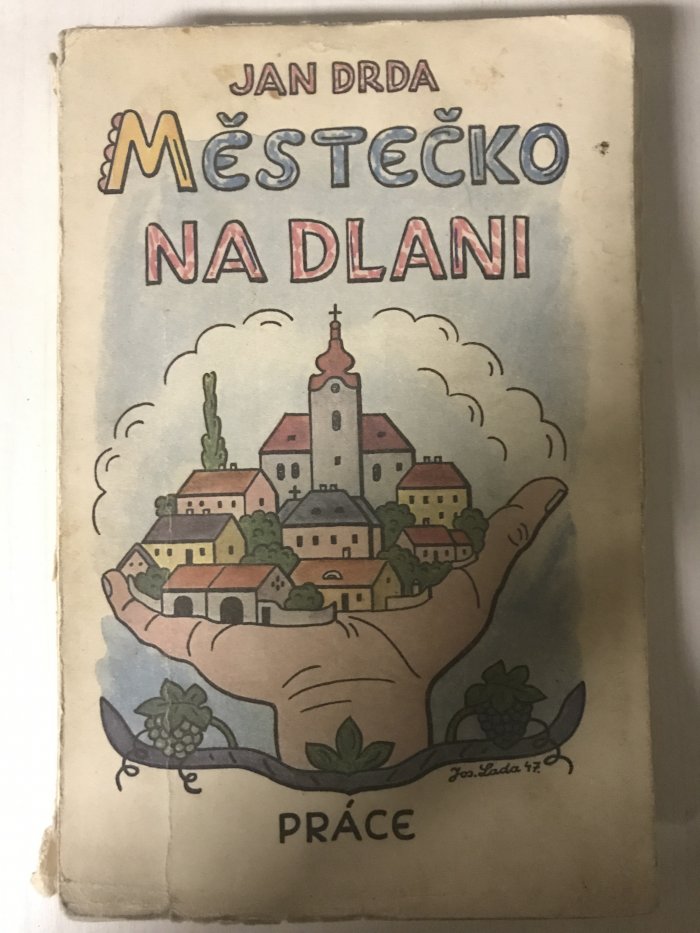 JAN DRDA
MĚSTEČKO
NA DLANI
Jos. Lada 47.
PRÁCE